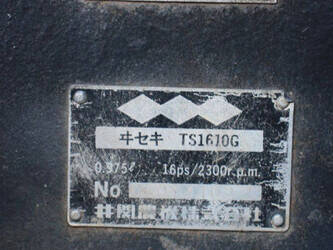 ヰセキ TS1610G
0.975ℓ 16ps/2300r.p.m.
No
井関農機株式会社